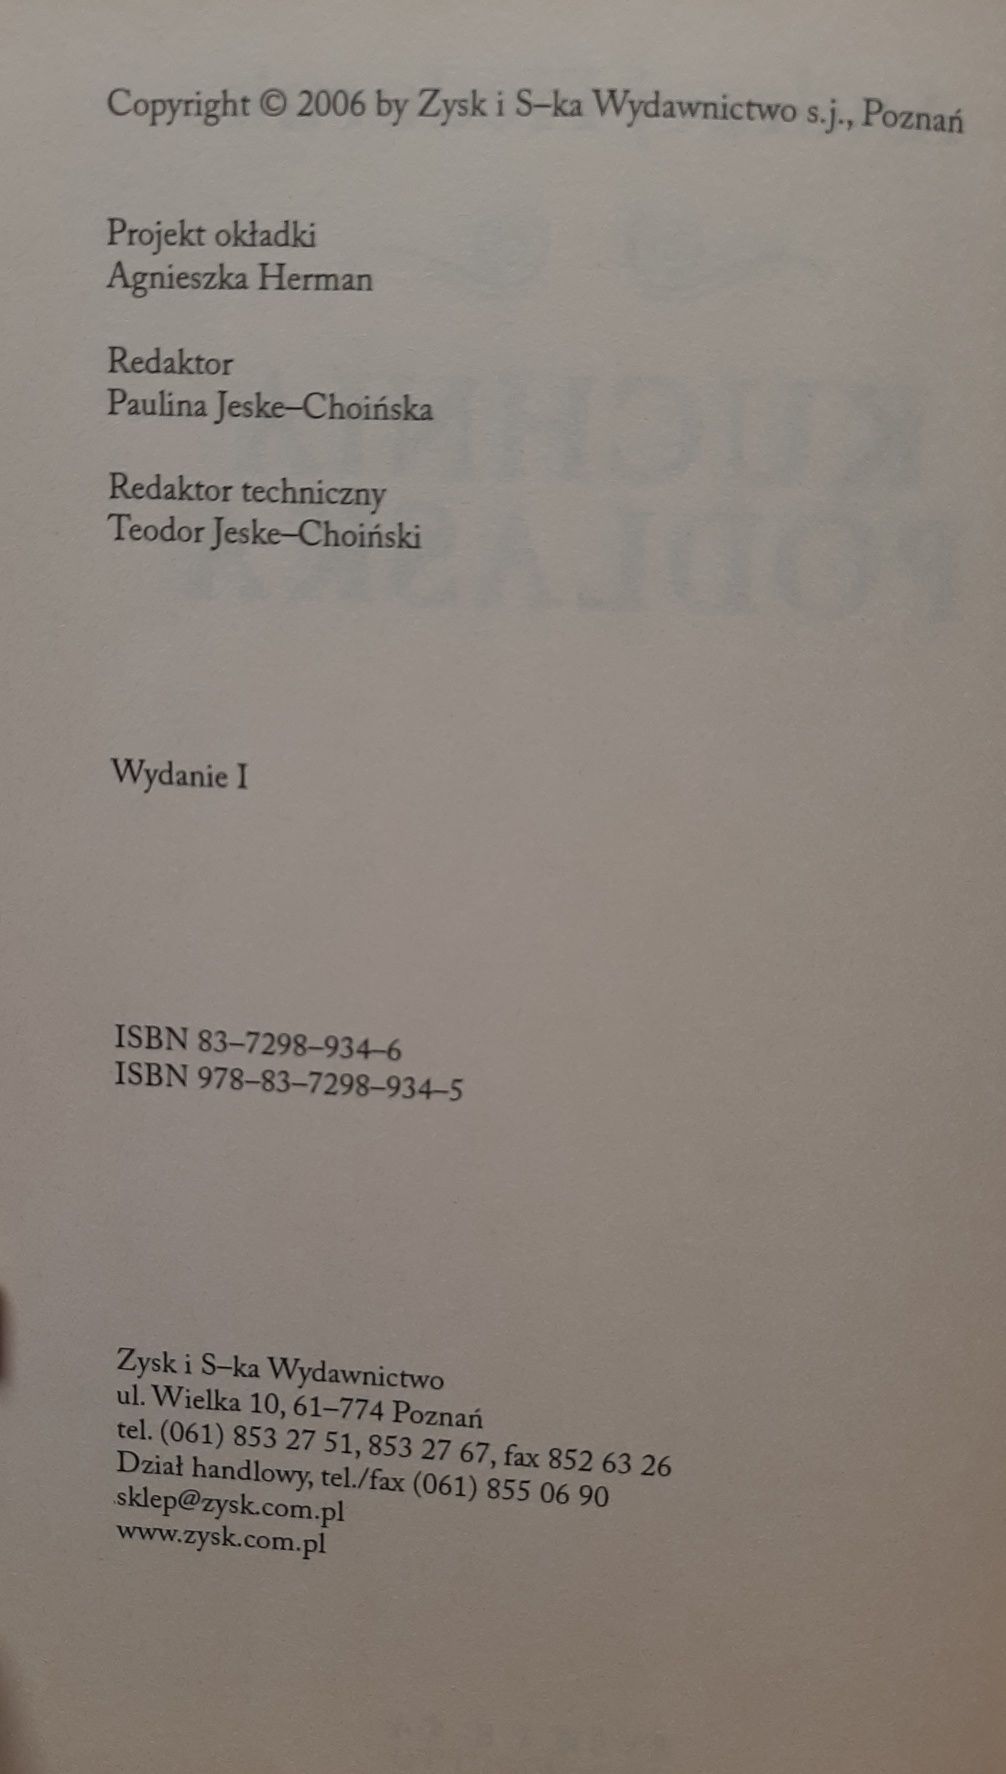 Copyright © 2006 by Zysk i S–ka Wydawnictwo s.j., Poznań
Projekt okładki
Agnieszka Herman
Redaktor
Paulina Jeske–Choińska
Redaktor techniczny
Teodor Jeske–Choiński
Wydanie I
ISBN 83–7298–934–6
ISBN 978–83–7298–934–5
Zysk i S–ka Wydawnictwo
ul. Wielka 10, 61–774 Poznań
tel. (061) 853 27 51, 853 27 67, fax 852 63 26
Dział handlowy, tel./fax (061) 855 06 90
sklep@zysk.com.pl
www.zysk.com.pl
KUCHNIA
PODLASKA